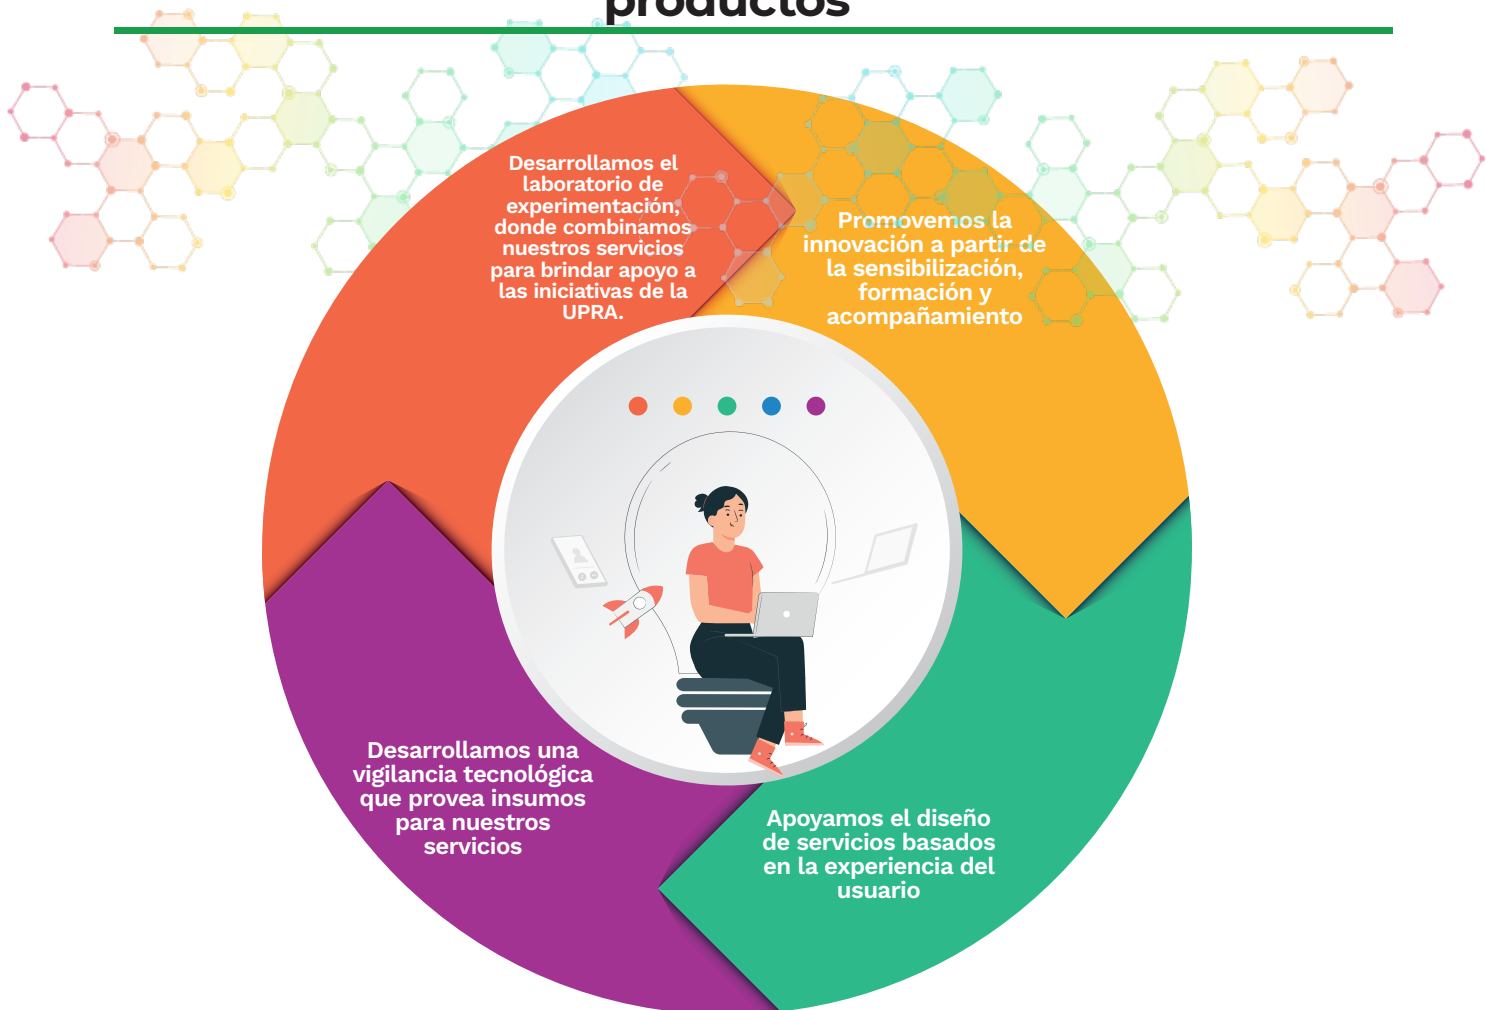 productos
Desarrollamos el
laboratorio de
experimentación,
donde combinamos
nuestros servicios
para brindar apoyo a
las iniciativas de la
UPRA.
Promovemos la
innovación a partir de
la sensibilización,
formación y
acompañamiento
Desarrollamos una
vigilancia tecnológica
que provea insumos
para nuestros
servicios
Apoyamos el diseño
de servicios basados
en la experiencia del
usuario